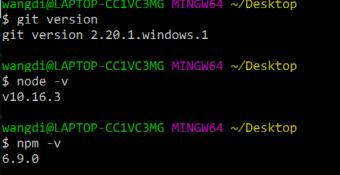 wangdi@LAPTOP-CC1VC3MG MINGW64 ~/Desktop
$ git version
git version 2.20.1.windows.1
wangdi@LAPTOP-CC1VC3MG MINGW64 ~/Desktop
$ node -v
v10.16.3
wangdi@LAPTOP-CC1VC3MG MINGW64 ~/Desktop
$ npm -v
6.9.0